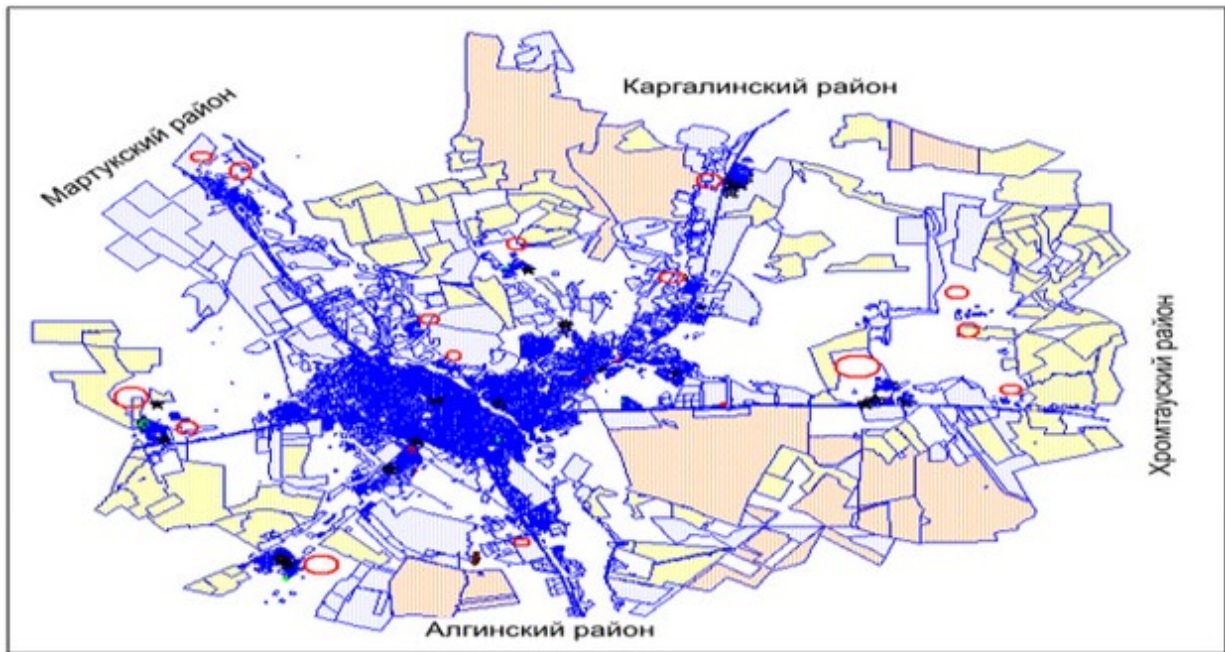 Каргалинский район
Мартукский район
Хромтауский район
Алгинский район